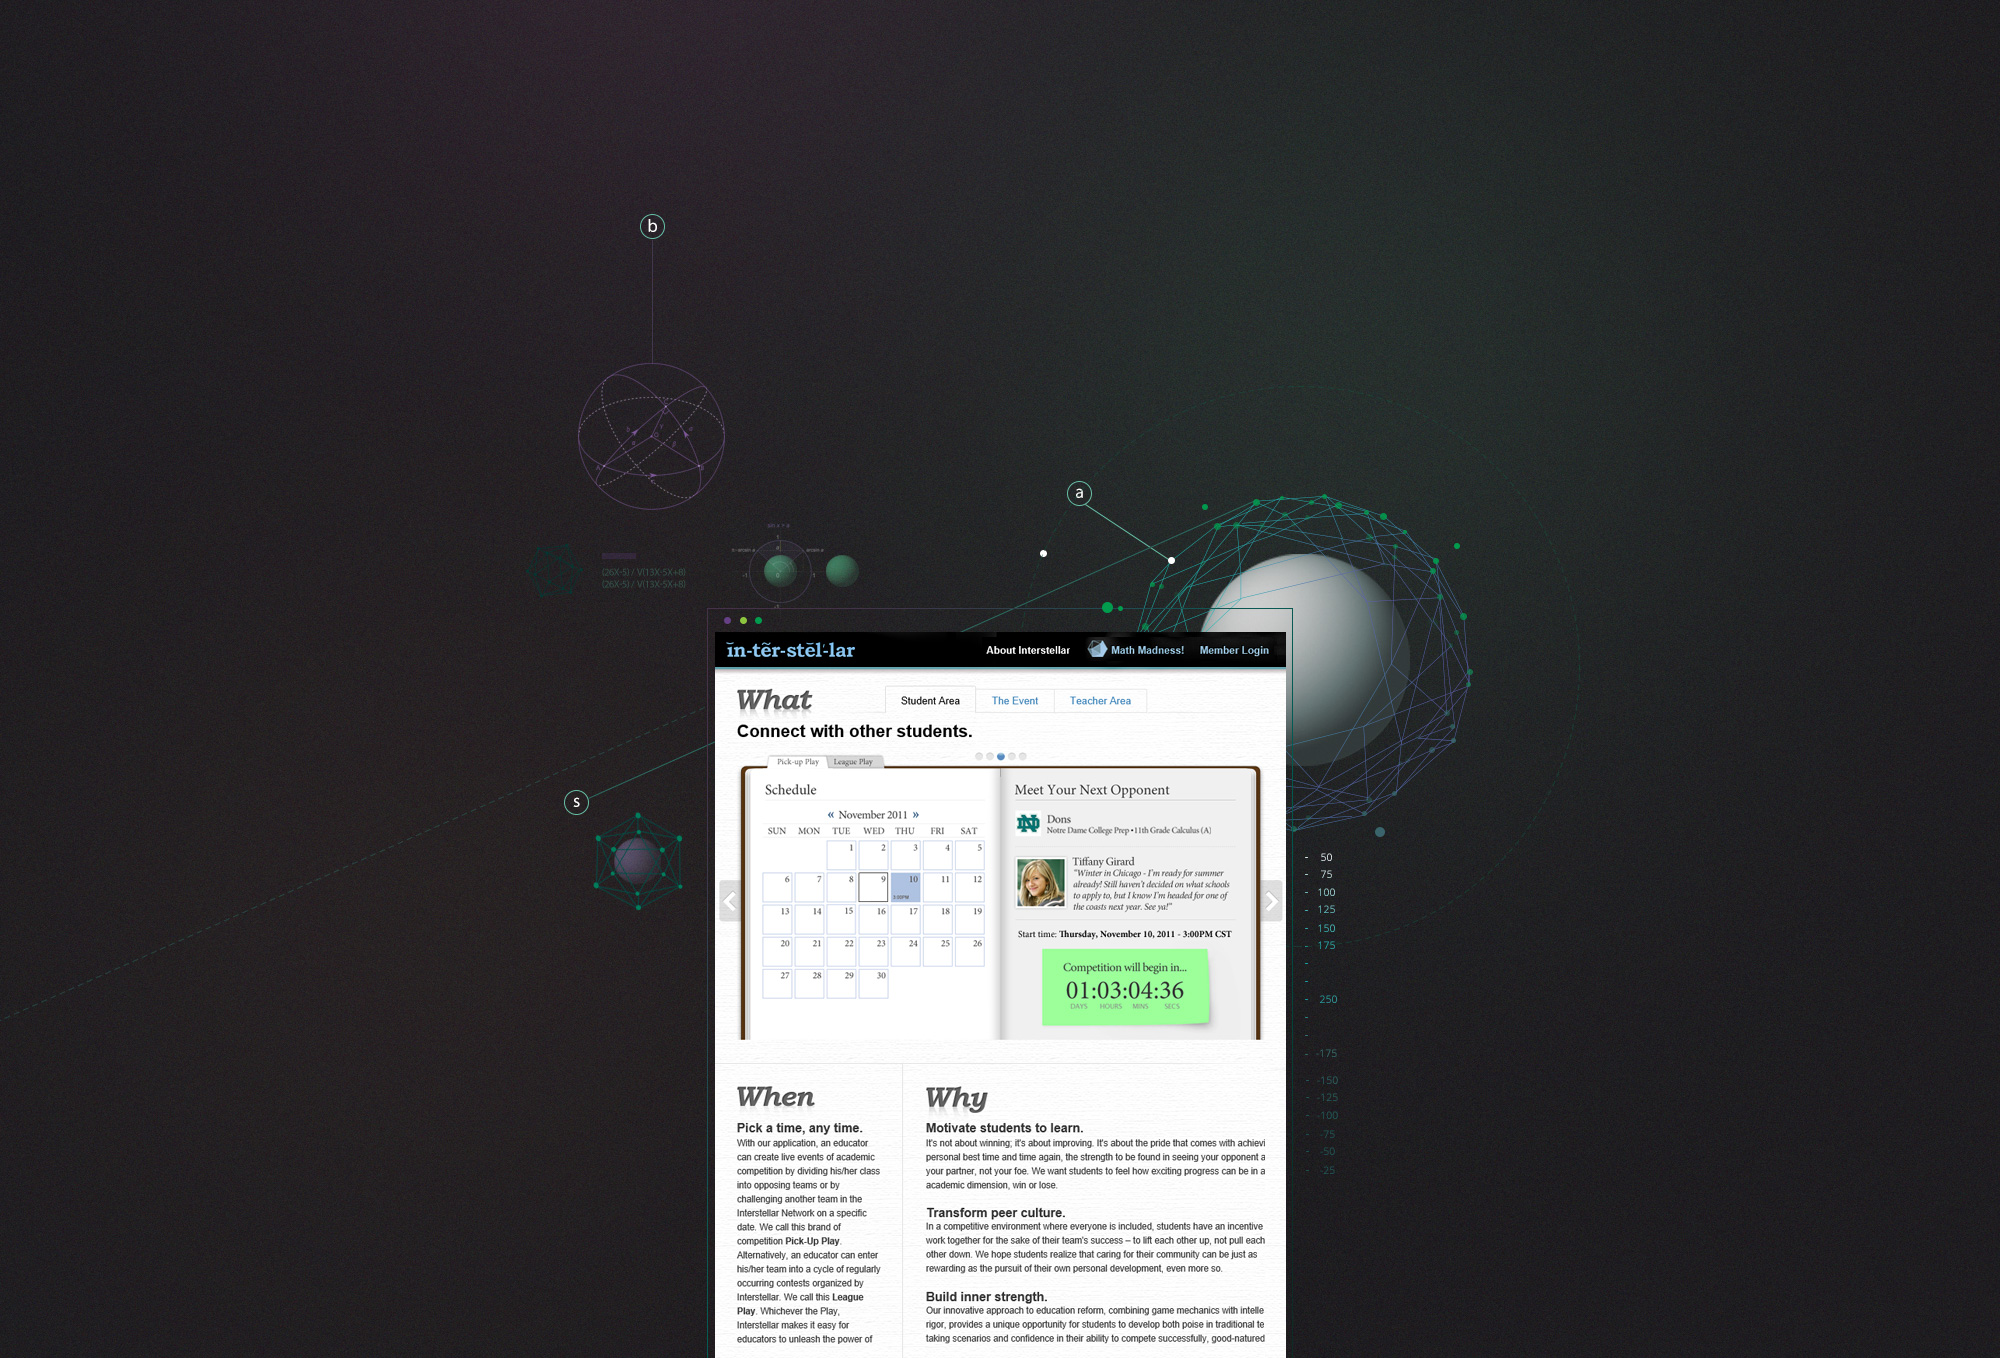 b
a
sin x = a
π-arcsin a
arcsin a
1
a
-1
0
1
-1
(26X-5) / V(13X-5X+8)
(26X-5) / V(13X-5X+8)
s
ĭn-tĕr-stĕl′-lar
About Interstellar
Math Madness!
Member Login
What
Student Area
The Event
Teacher Area
Connect with other students.
Pick-up Play
League Play
Schedule
« November 2011 »
SUN MON TUE WED THU FRI SAT
1 2 3 4 5
6 7 8 9 10 11 12
3:00PM
13 14 15 16 17 18 19
20 21 22 23 24 25 26
27 28 29 30
Meet Your Next Opponent
ND
Dons
Notre Dame College Prep • 11th Grade Calculus (A)
Tiffany Girard
“Winter in Chicago - I’m ready for summer
already! Still haven’t decided on what schools
to apply to, but I know I’m headed for one of
the coasts next year. See ya!”
Start time: Thursday, November 10, 2011 - 3:00PM CST
Competition will begin in...
01:03:04:36
DAYS HOURS MINS SECS
When
Pick a time, any time.
With our application, an educator
can create live events of academic
competition by dividing his/her class
into opposing teams or by
challenging another team in the
Interstellar Network on a specific
date. We call this brand of
competition Pick-Up Play.
Alternatively, an educator can enter
his/her team into a cycle of regularly
occurring contests organized by
Interstellar. We call this League
Play. Whichever the Play,
Interstellar makes it easy for
educators to unleash the power of
Why
Motivate students to learn.
It's not about winning; it's about improving. It's about the pride that comes with achievi
personal best time and time again, the strength to be found in seeing your opponent a
your partner, not your foe. We want students to feel how exciting progress can be in a
academic dimension, win or lose.
Transform peer culture.
In a competitive environment where everyone is included, students have an incentive
work together for the sake of their team's success – to lift each other up, not pull each
other down. We hope students realize that caring for their community can be just as
rewarding as the pursuit of their own personal development, even more so.
Build inner strength.
Our innovative approach to education reform, combining game mechanics with intelle
rigor, provides a unique opportunity for students to develop both poise in traditional te
taking scenarios and confidence in their ability to compete successfully, good-natured
- 50
- 75
- 100
- 125
- 150
- 175
-
-
- 250
-
-
- -175
- -150
- -125
- -100
- -75
- -50
- -25